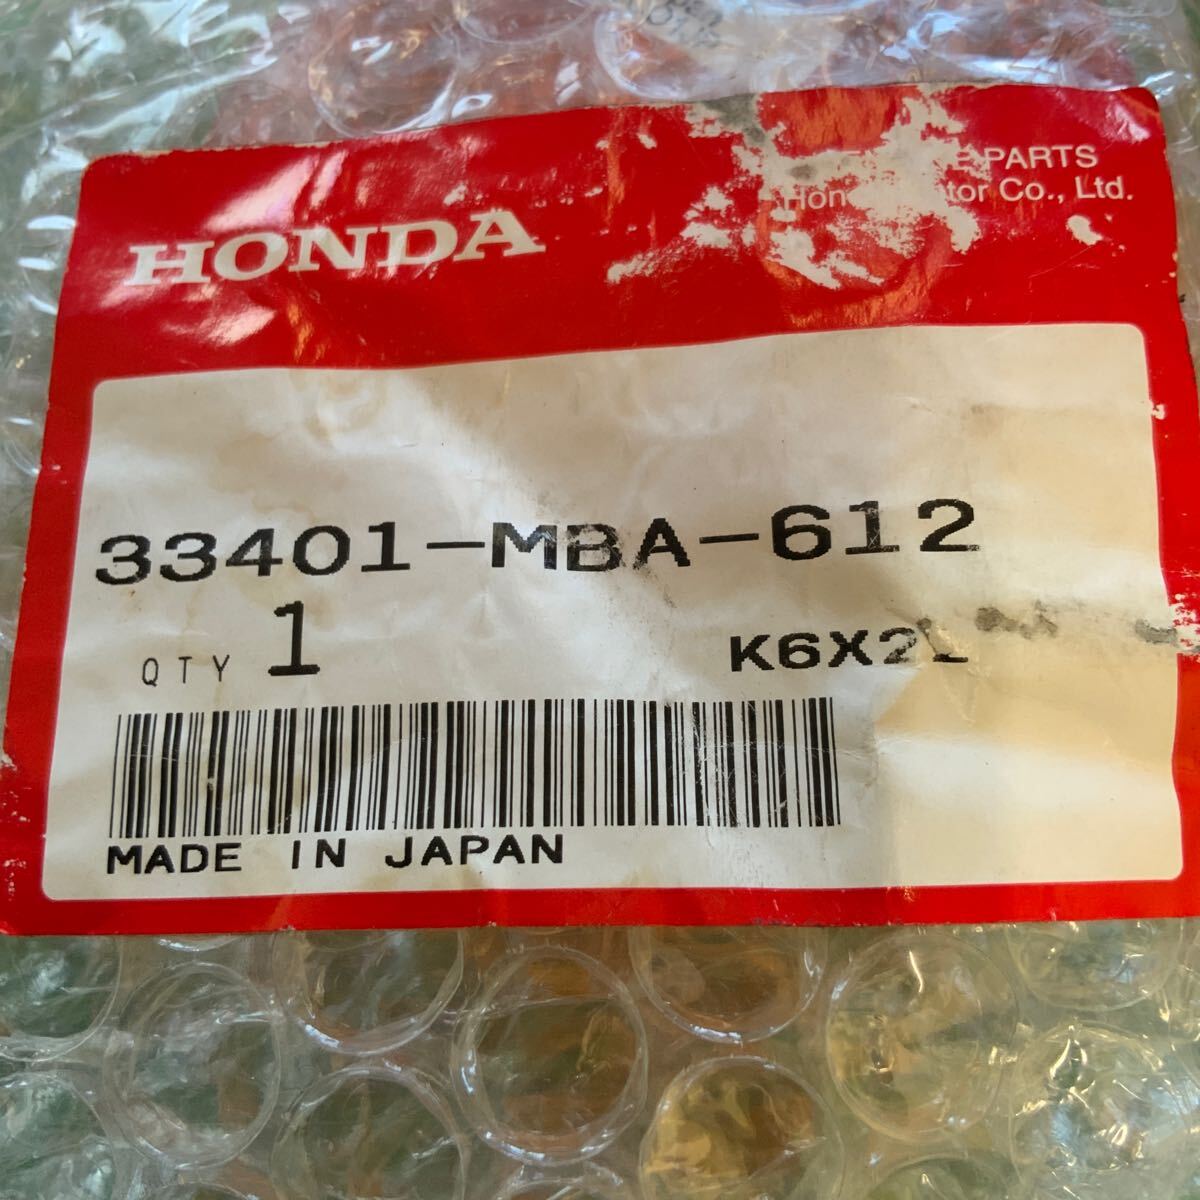 HONDA
PARTS
Co., Ltd.
33401-MBA-612
QTY 1
MADE IN JAPAN